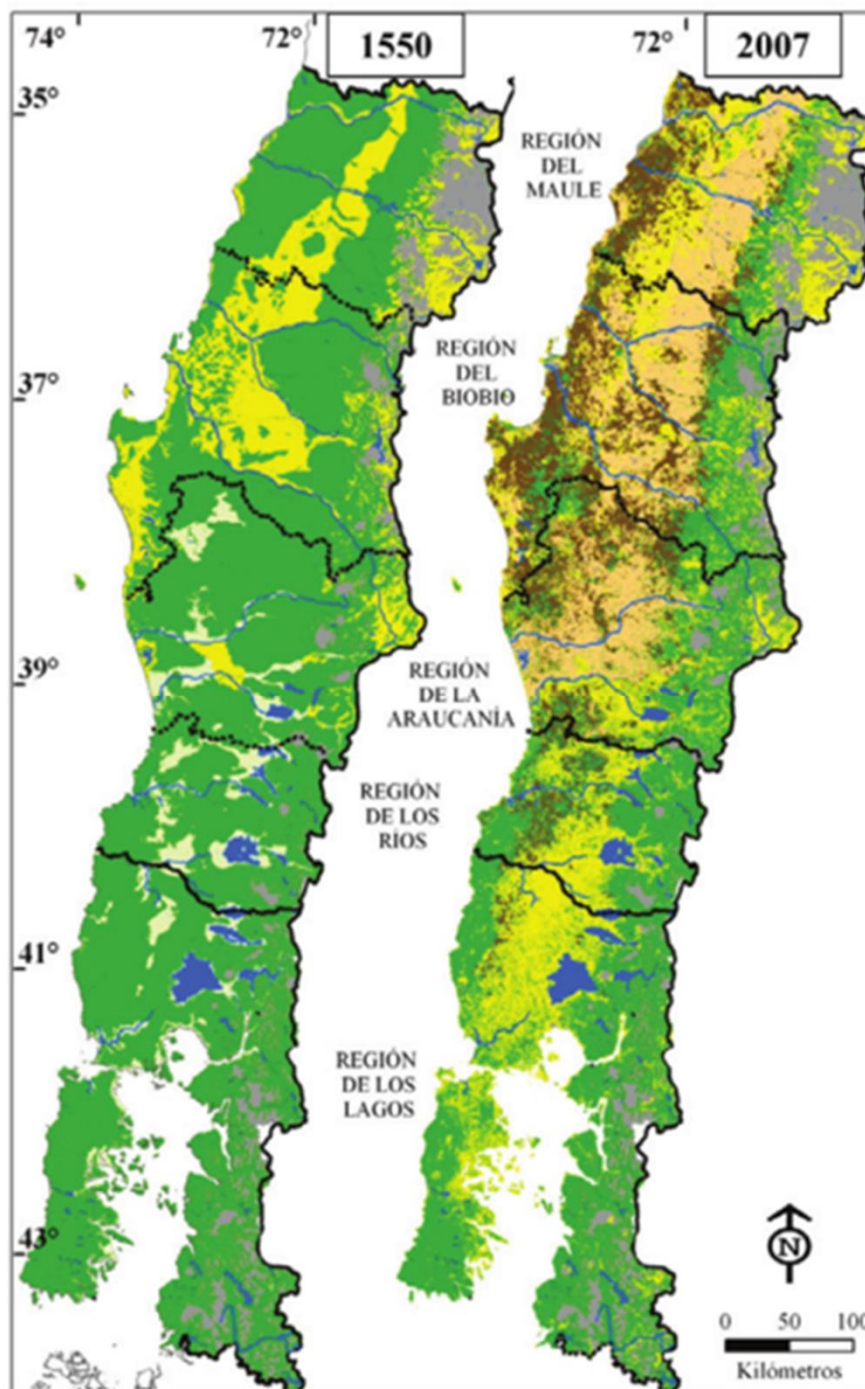 74°
72°
1550
72°
2007
35°
REGIÓN
DEL
MAULE
37°
REGIÓN
DEL
BIOBIO
39°
REGIÓN
DE LA
ARAUCANÍA
REGIÓN
DE LOS
RÍOS
41°
REGIÓN
DE LOS
LAGOS
43°
N
0 50 100
Kilómetros